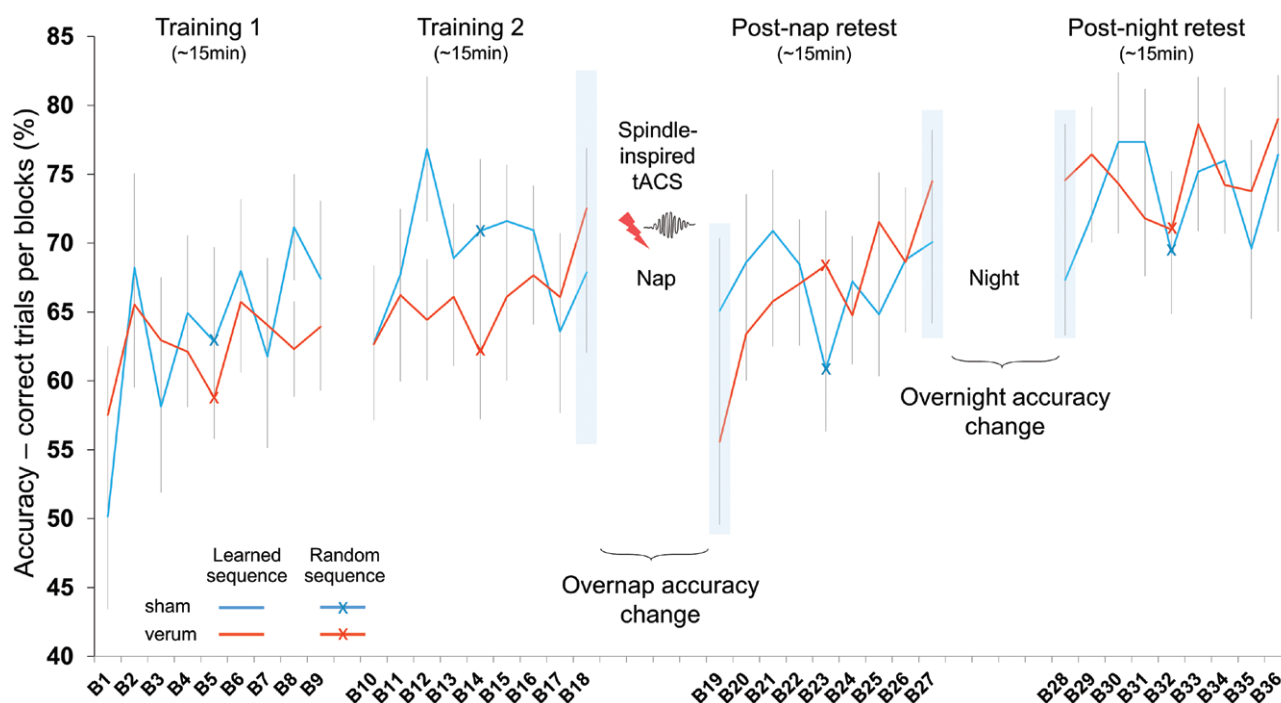 Training 1
(~15min)
Training 2
(~15min)
Post-nap retest
(~15min)
Post-night retest
(~15min)
Accuracy – correct trials per blocks (%)
85
80
75
70
65
60
55
50
45
40
Spindle-
inspired
tACS
Nap
Night
Overnap accuracy
change
Overnight accuracy
change
Learned
sequence
Random
sequence
sham
verum
B1
B2
B3
B4
B5
B6
B7
B8
B9
B10
B11
B12
B13
B14
B15
B16
B17
B18
B19
B20
B21
B22
B23
B24
B25
B26
B27
B28
B29
B30
B31
B32
B33
B34
B35
B36